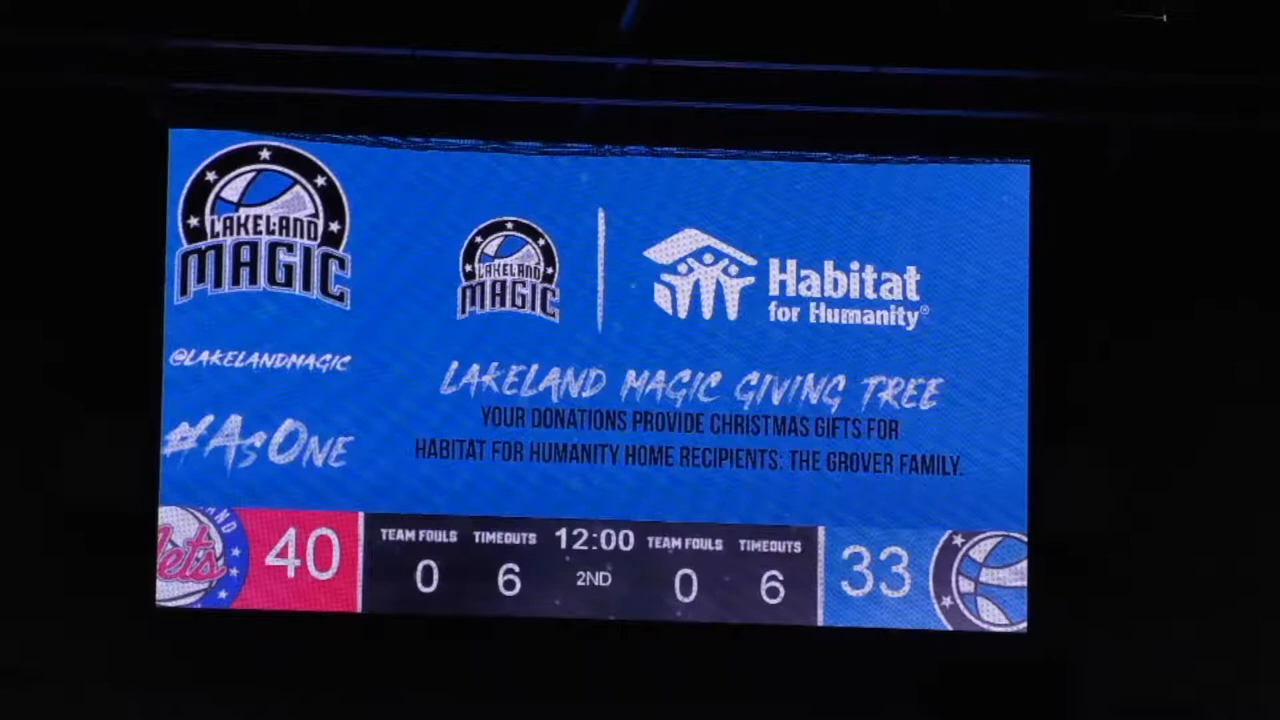 LAKELAND
MAGIC
@LAKELANDMAGIC
#ASONE
LAKELAND
MAGIC
Habitat
for Humanity®
LAKELAND MAGIC GIVING TREE
YOUR DONATIONS PROVIDE CHRISTMAS GIFTS FOR
HABITAT FOR HUMANITY HOME RECIPIENTS: THE GROVER FAMILY.
40
TEAM FOULS TIMEOUTS 12:00 TEAM FOULS TIMEOUTS
0 6 2ND 0 6
33